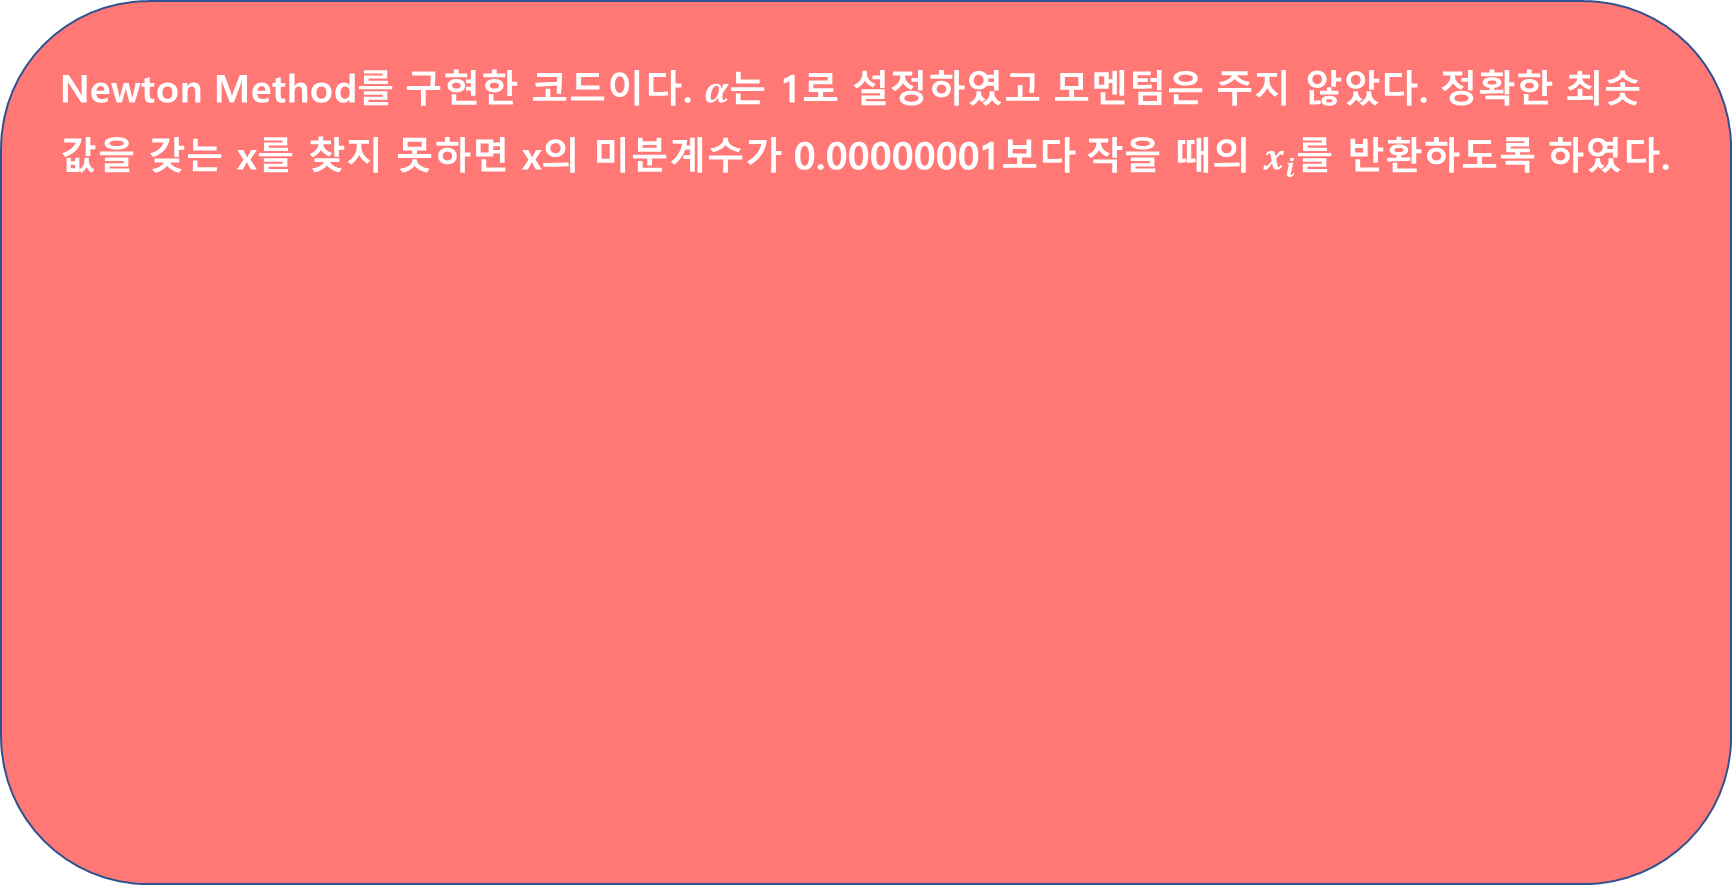 Newton Method를 구현한 코드이다. 𝜶는 1로 설정하였고 모멘텀은 주지 않았다. 정확한 최솟
값을 갖는 x를 찾지 못하면 x의 미분계수가 0.00000001보다 작을 때의 𝒙ᵢ를 반환하도록 하였다.